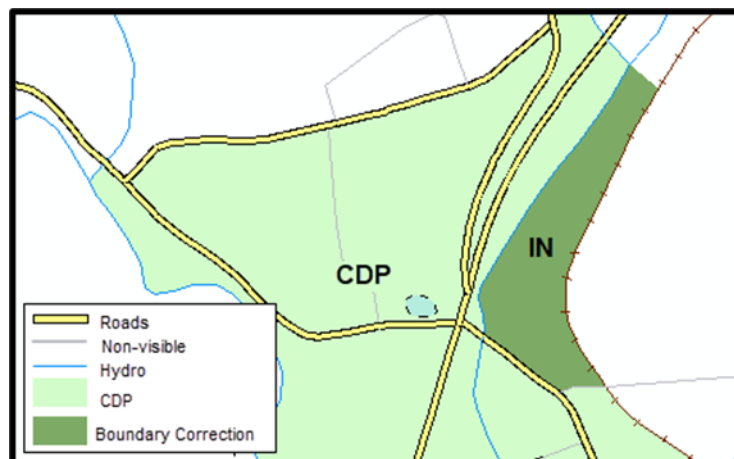 IN
CDP
Roads
Non-visible
Hydro
CDP
Boundary Correction